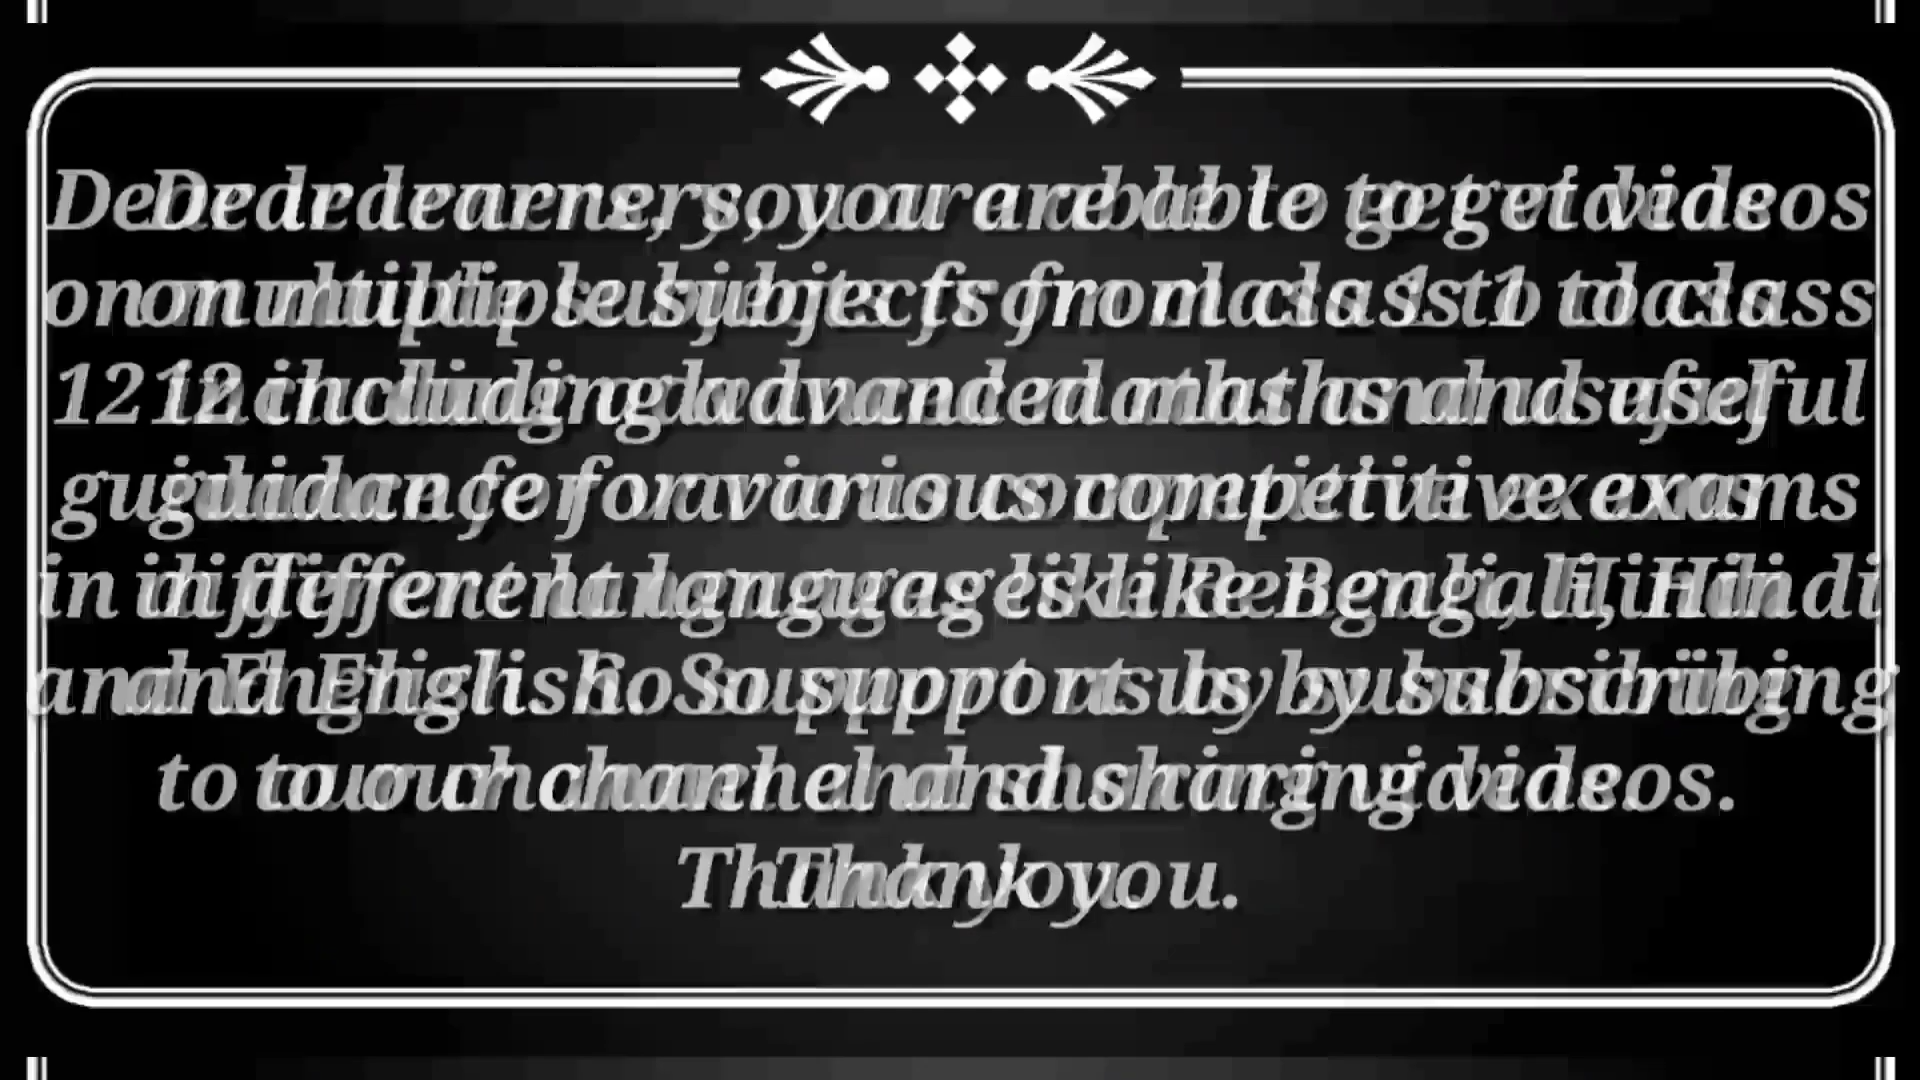 Dear learners, you are able to get videos
on multiple subjects from class 1 to class
12 including advanced maths and useful
guidance for various competitive exams
in different languages like Bengali, Hindi
and English. So support us by subscribing
to our channel and sharing videos.
Thank you.